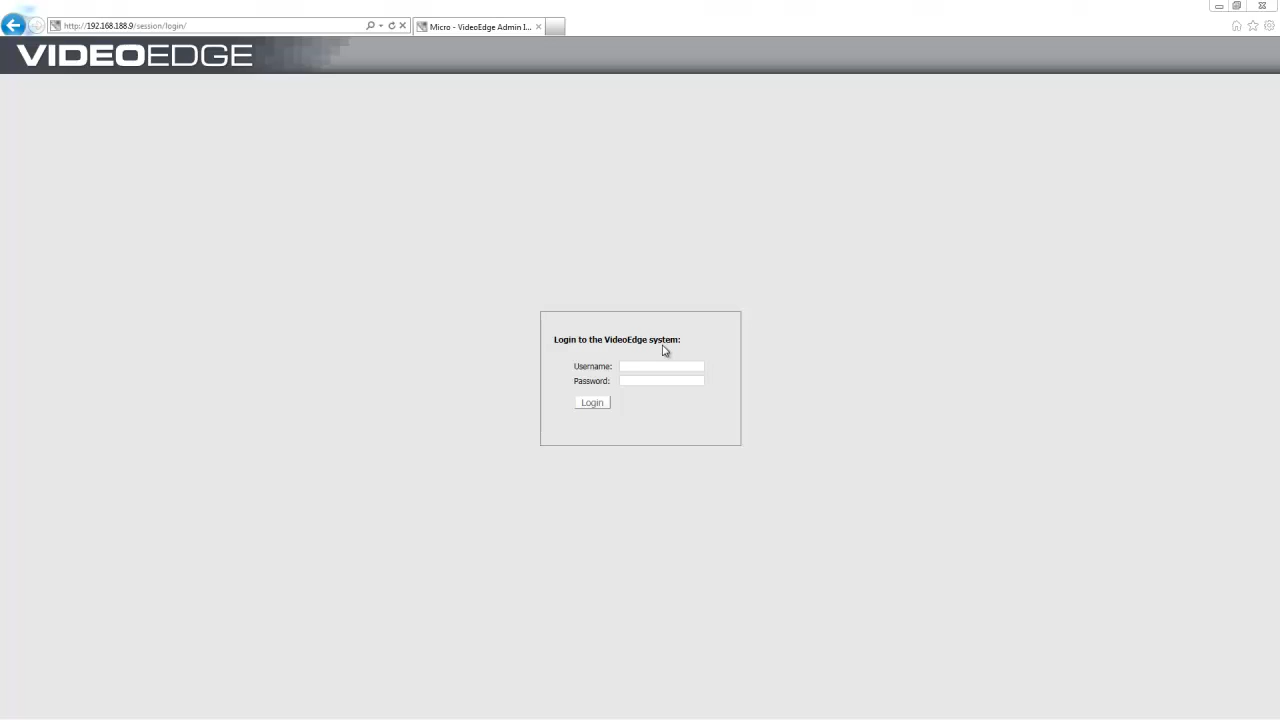 http://192.168.188.9/session/login/
Micro - VideoEdge Admin I...
VIDEOEDGE
Login to the VideoEdge system:
Username:
Password:
Login